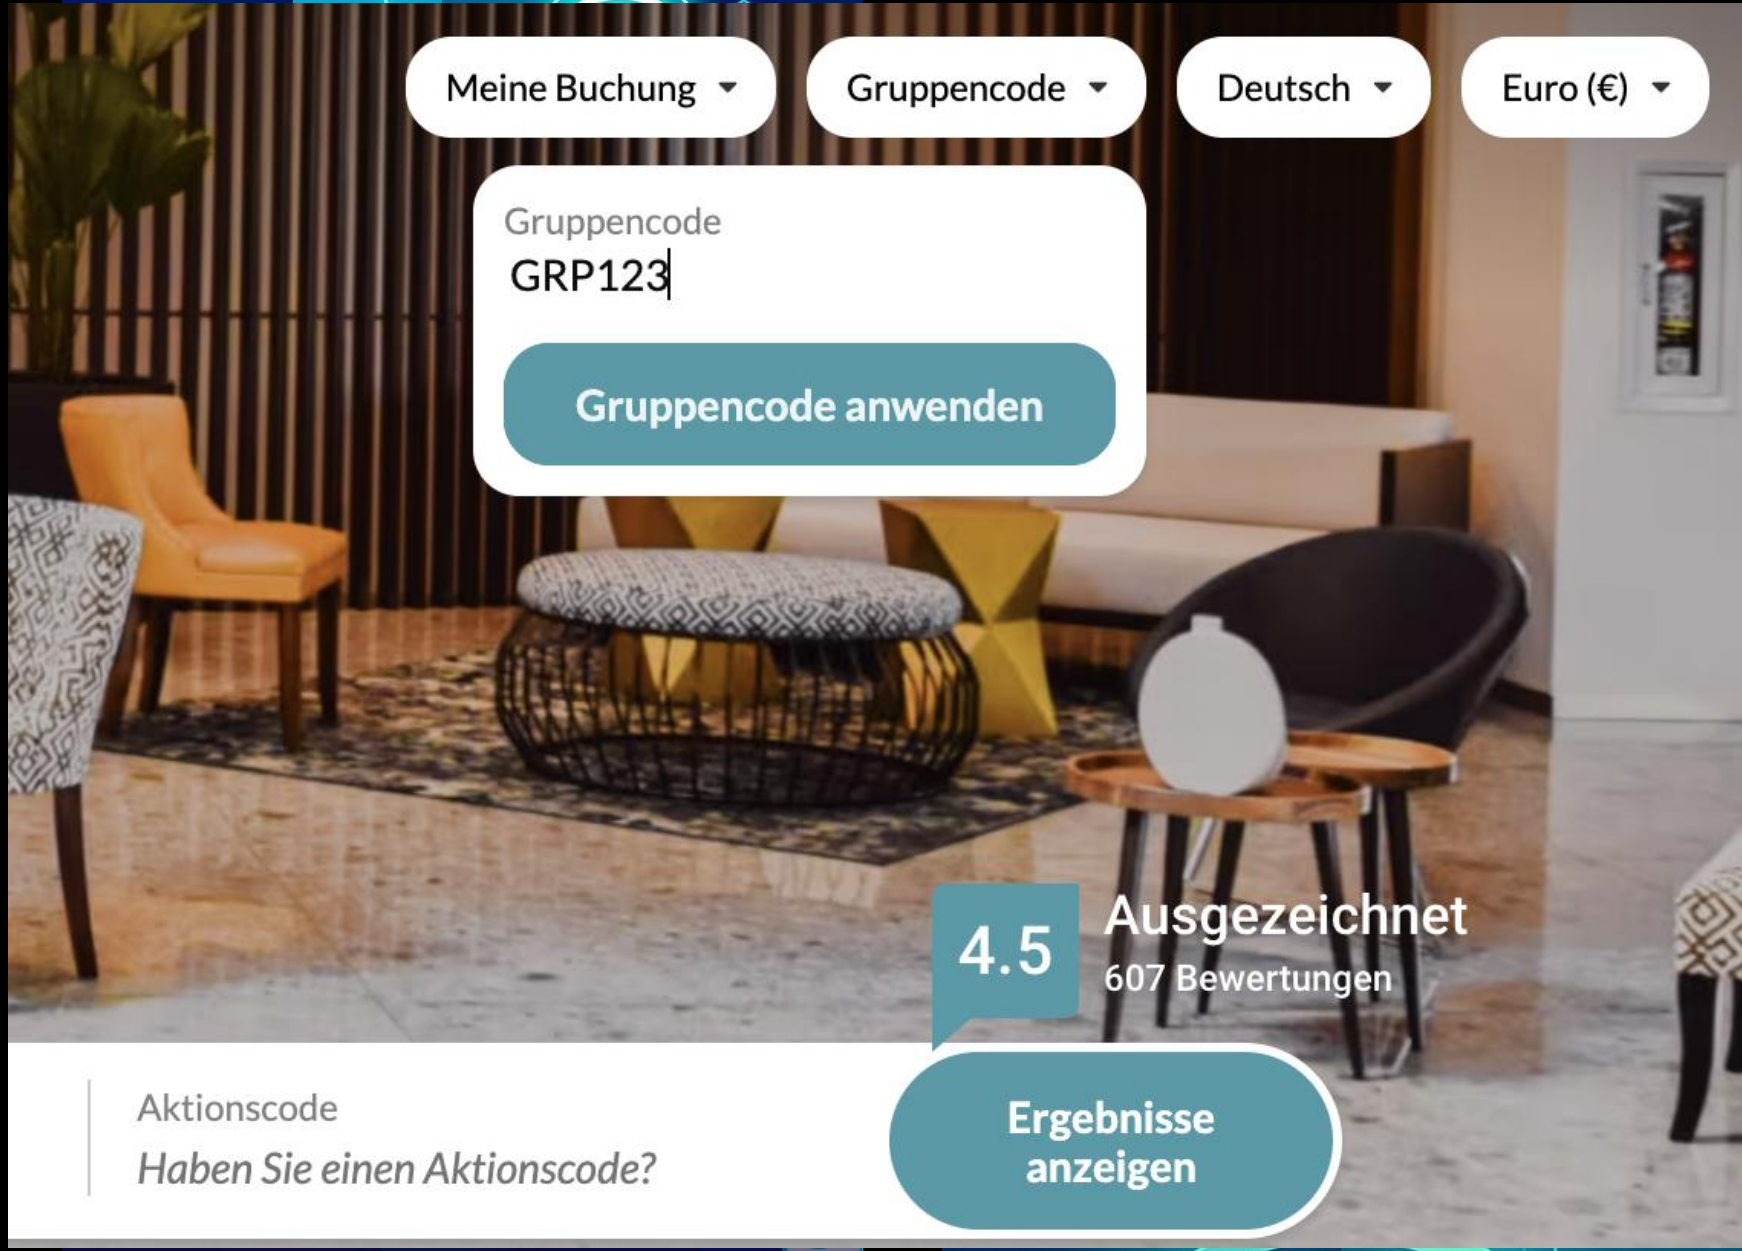 Meine Buchung
Gruppencode
Deutsch
Euro (€)
Gruppencode
GRP123
Gruppencode anwenden
4.5
Ausgezeichnet
607 Bewertungen
Aktionscode
Haben Sie einen Aktionscode?
Ergebnisse
anzeigen